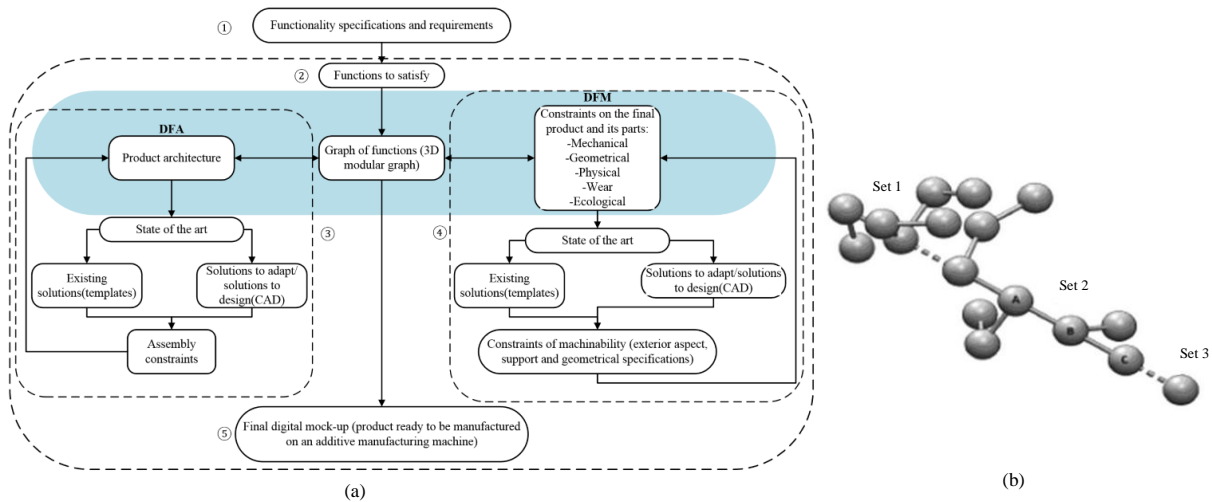 ①
Functionality specifications and requirements
②
Functions to satisfy
DFA
Product architecture
Graph of functions (3D
modular graph)
DFM
Constraints on the final
product and its parts:
-Mechanical
-Geometrical
-Physical
-Wear
-Ecological
State of the art
③
Existing
solutions(templates)
Solutions to adapt/
solutions to
design(CAD)
Assembly
constraints
④
State of the art
Existing
solutions(templates)
Solutions to adapt/solutions
to design(CAD)
Constraints of machinability (exterior aspect,
support and geometrical specifications)
⑤
Final digital mock-up (product ready to be manufactured
on an additive manufacturing machine)
(a)
Set 1
Set 2
A
B
C
Set 3
(b)